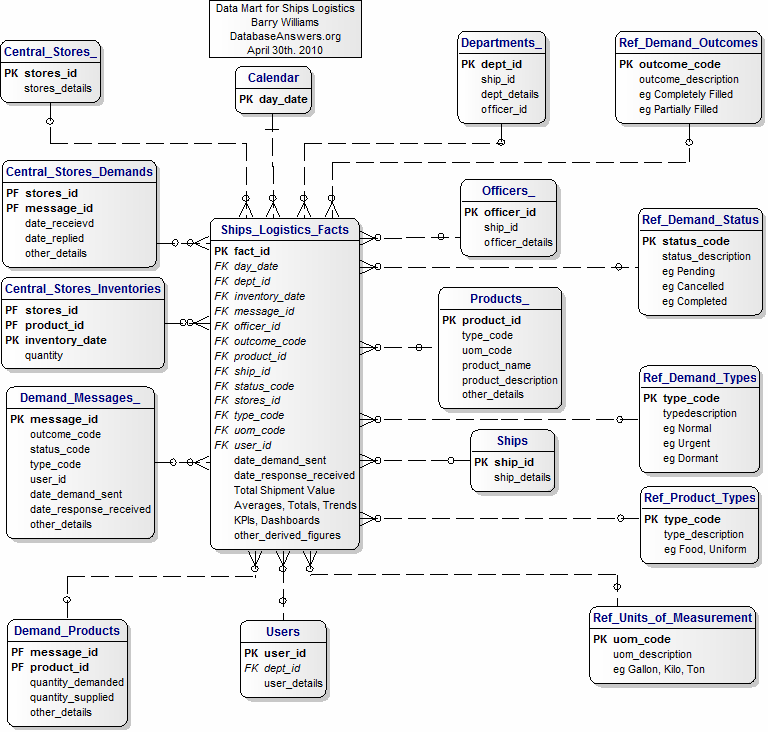 Data Mart for Ships Logistics
Barry Williams
DatabaseAnswers.org
April 30th. 2010
Central_Stores_
PK stores_id
stores_details
Calendar
PK day_date
Departments_
PK dept_id
ship_id
dept_details
officer_id
Ref_Demand_Outcomes
PK outcome_code
outcome_description
eg Completely Filled
eg Partially Filled
Central_Stores_Demands
PF stores_id
PF message_id
date_receievd
date_replied
other_details
Officers_
PK officer_id
ship_id
officer_details
Ref_Demand_Status
PK status_code
status_description
eg Pending
eg Cancelled
eg Completed
Ships_Logistics_Facts
PK fact_id
FK day_date
FK dept_id
FK inventory_date
FK message_id
FK officer_id
FK outcome_code
FK product_id
FK ship_id
FK status_code
FK stores_id
FK type_code
FK uom_code
FK user_id
date_demand_sent
date_response_received
Total Shipment Value
Averages, Totals, Trends
KPIs, Dashboards
other_derived_figures
Central_Stores_Inventories
PF stores_id
PF product_id
PK inventory_date
quantity
Products_
PK product_id
type_code
uom_code
product_name
product_description
other_details
Demand_Messages_
PK message_id
outcome_code
status_code
type_code
user_id
date_demand_sent
date_response_received
other_details
Ref_Demand_Types
PK type_code
typedescription
eg Normal
eg Urgent
eg Dormant
Ships
PK ship_id
ship_details
Ref_Product_Types
PK type_code
type_description
eg Food, Uniform
Demand_Products
PF message_id
PF product_id
quantity_demanded
quantity_supplied
other_details
Users
PK user_id
FK dept_id
user_details
Ref_Units_of_Measurement
PK uom_code
uom_description
eg Gallon, Kilo, Ton